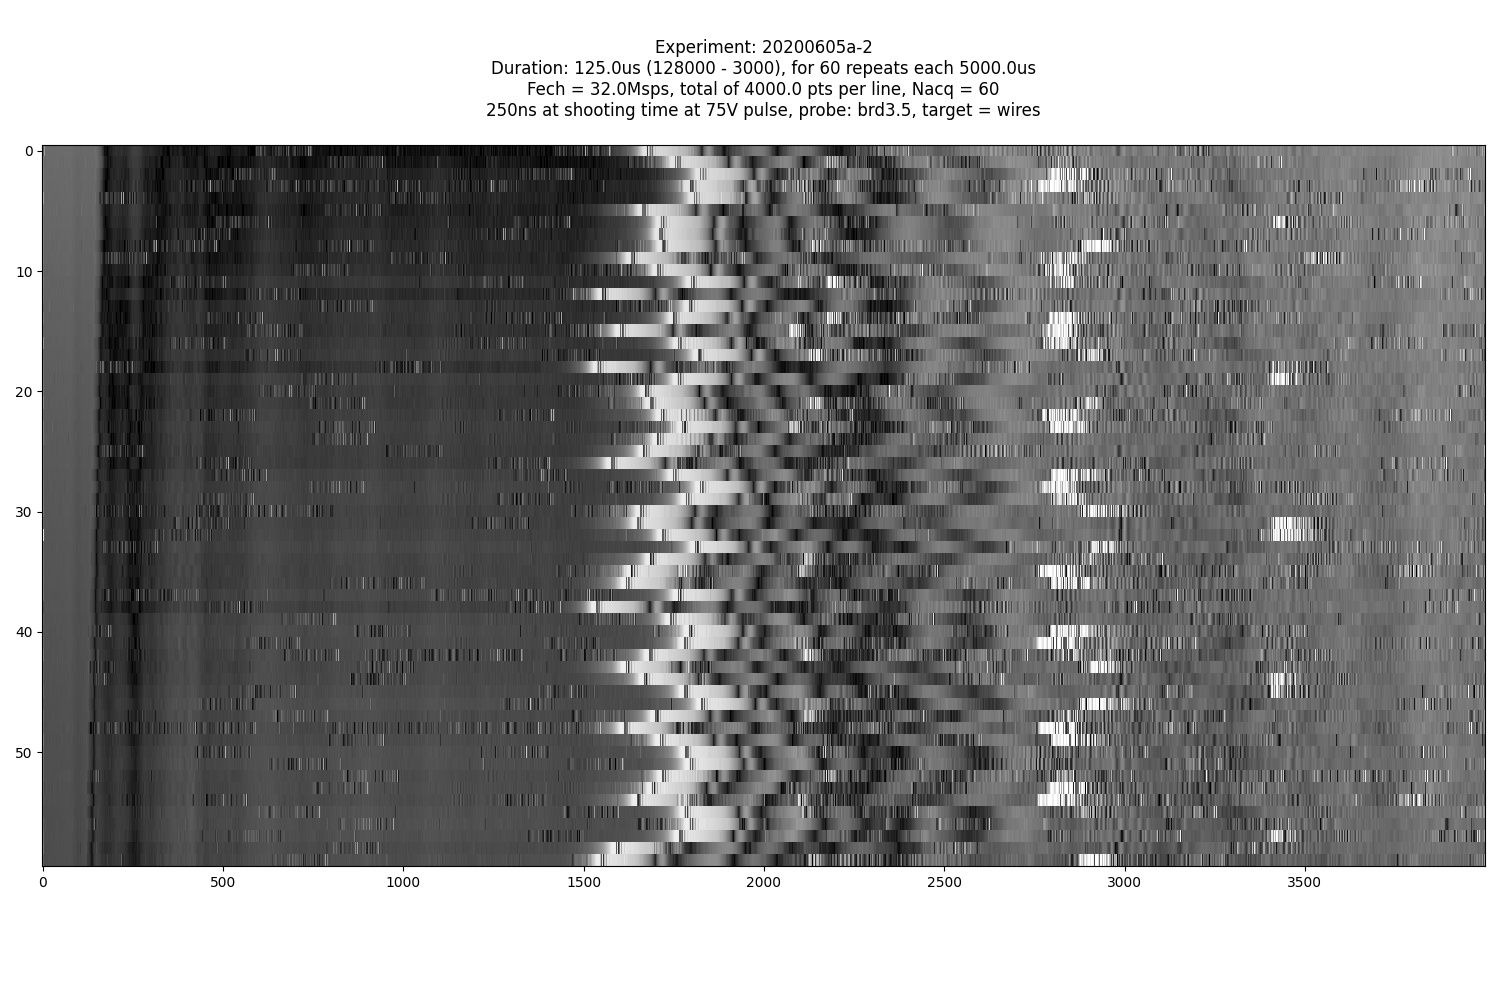 Experiment: 20200605a-2
Duration: 125.0us (128000 - 3000), for 60 repeats each 5000.0us
Fech = 32.0Msps, total of 4000.0 pts per line, Nacq = 60
250ns at shooting time at 75V pulse, probe: brd3.5, target = wires
0
10
20
30
40
50
0 500 1000 1500 2000 2500 3000 3500